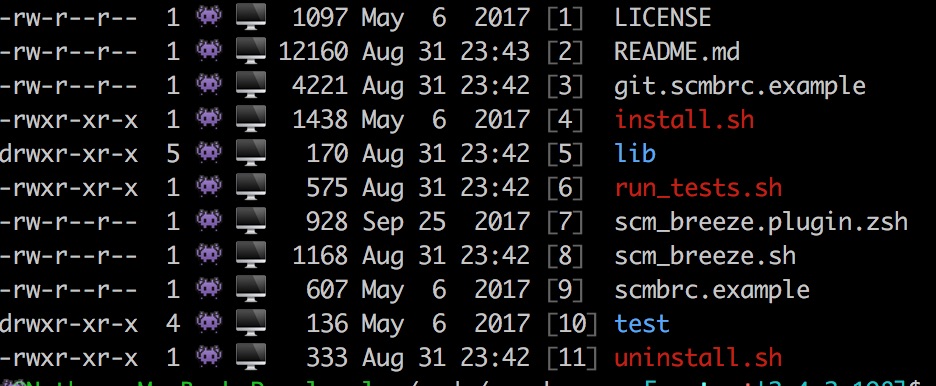 -rw-r--r-- 1 👾 🖥 1097 May 6 2017 [1] LICENSE
-rw-r--r-- 1 👾 🖥 12160 Aug 31 23:43 [2] README.md
-rw-r--r-- 1 👾 🖥 4221 Aug 31 23:42 [3] git.scmbrc.example
-rwxr-xr-x 1 👾 🖥 1438 May 6 2017 [4] install.sh
drwxr-xr-x 5 👾 🖥 170 Aug 31 23:42 [5] lib
-rwxr-xr-x 1 👾 🖥 575 Aug 31 23:42 [6] run_tests.sh
-rw-r--r-- 1 👾 🖥 928 Sep 25 2017 [7] scm_breeze.plugin.zsh
-rw-r--r-- 1 👾 🖥 1168 Aug 31 23:42 [8] scm_breeze.sh
-rw-r--r-- 1 👾 🖥 607 May 6 2017 [9] scmbrc.example
drwxr-xr-x 4 👾 🖥 136 May 6 2017 [10] test
-rwxr-xr-x 1 👾 🖥 333 Aug 31 23:42 [11] uninstall.sh